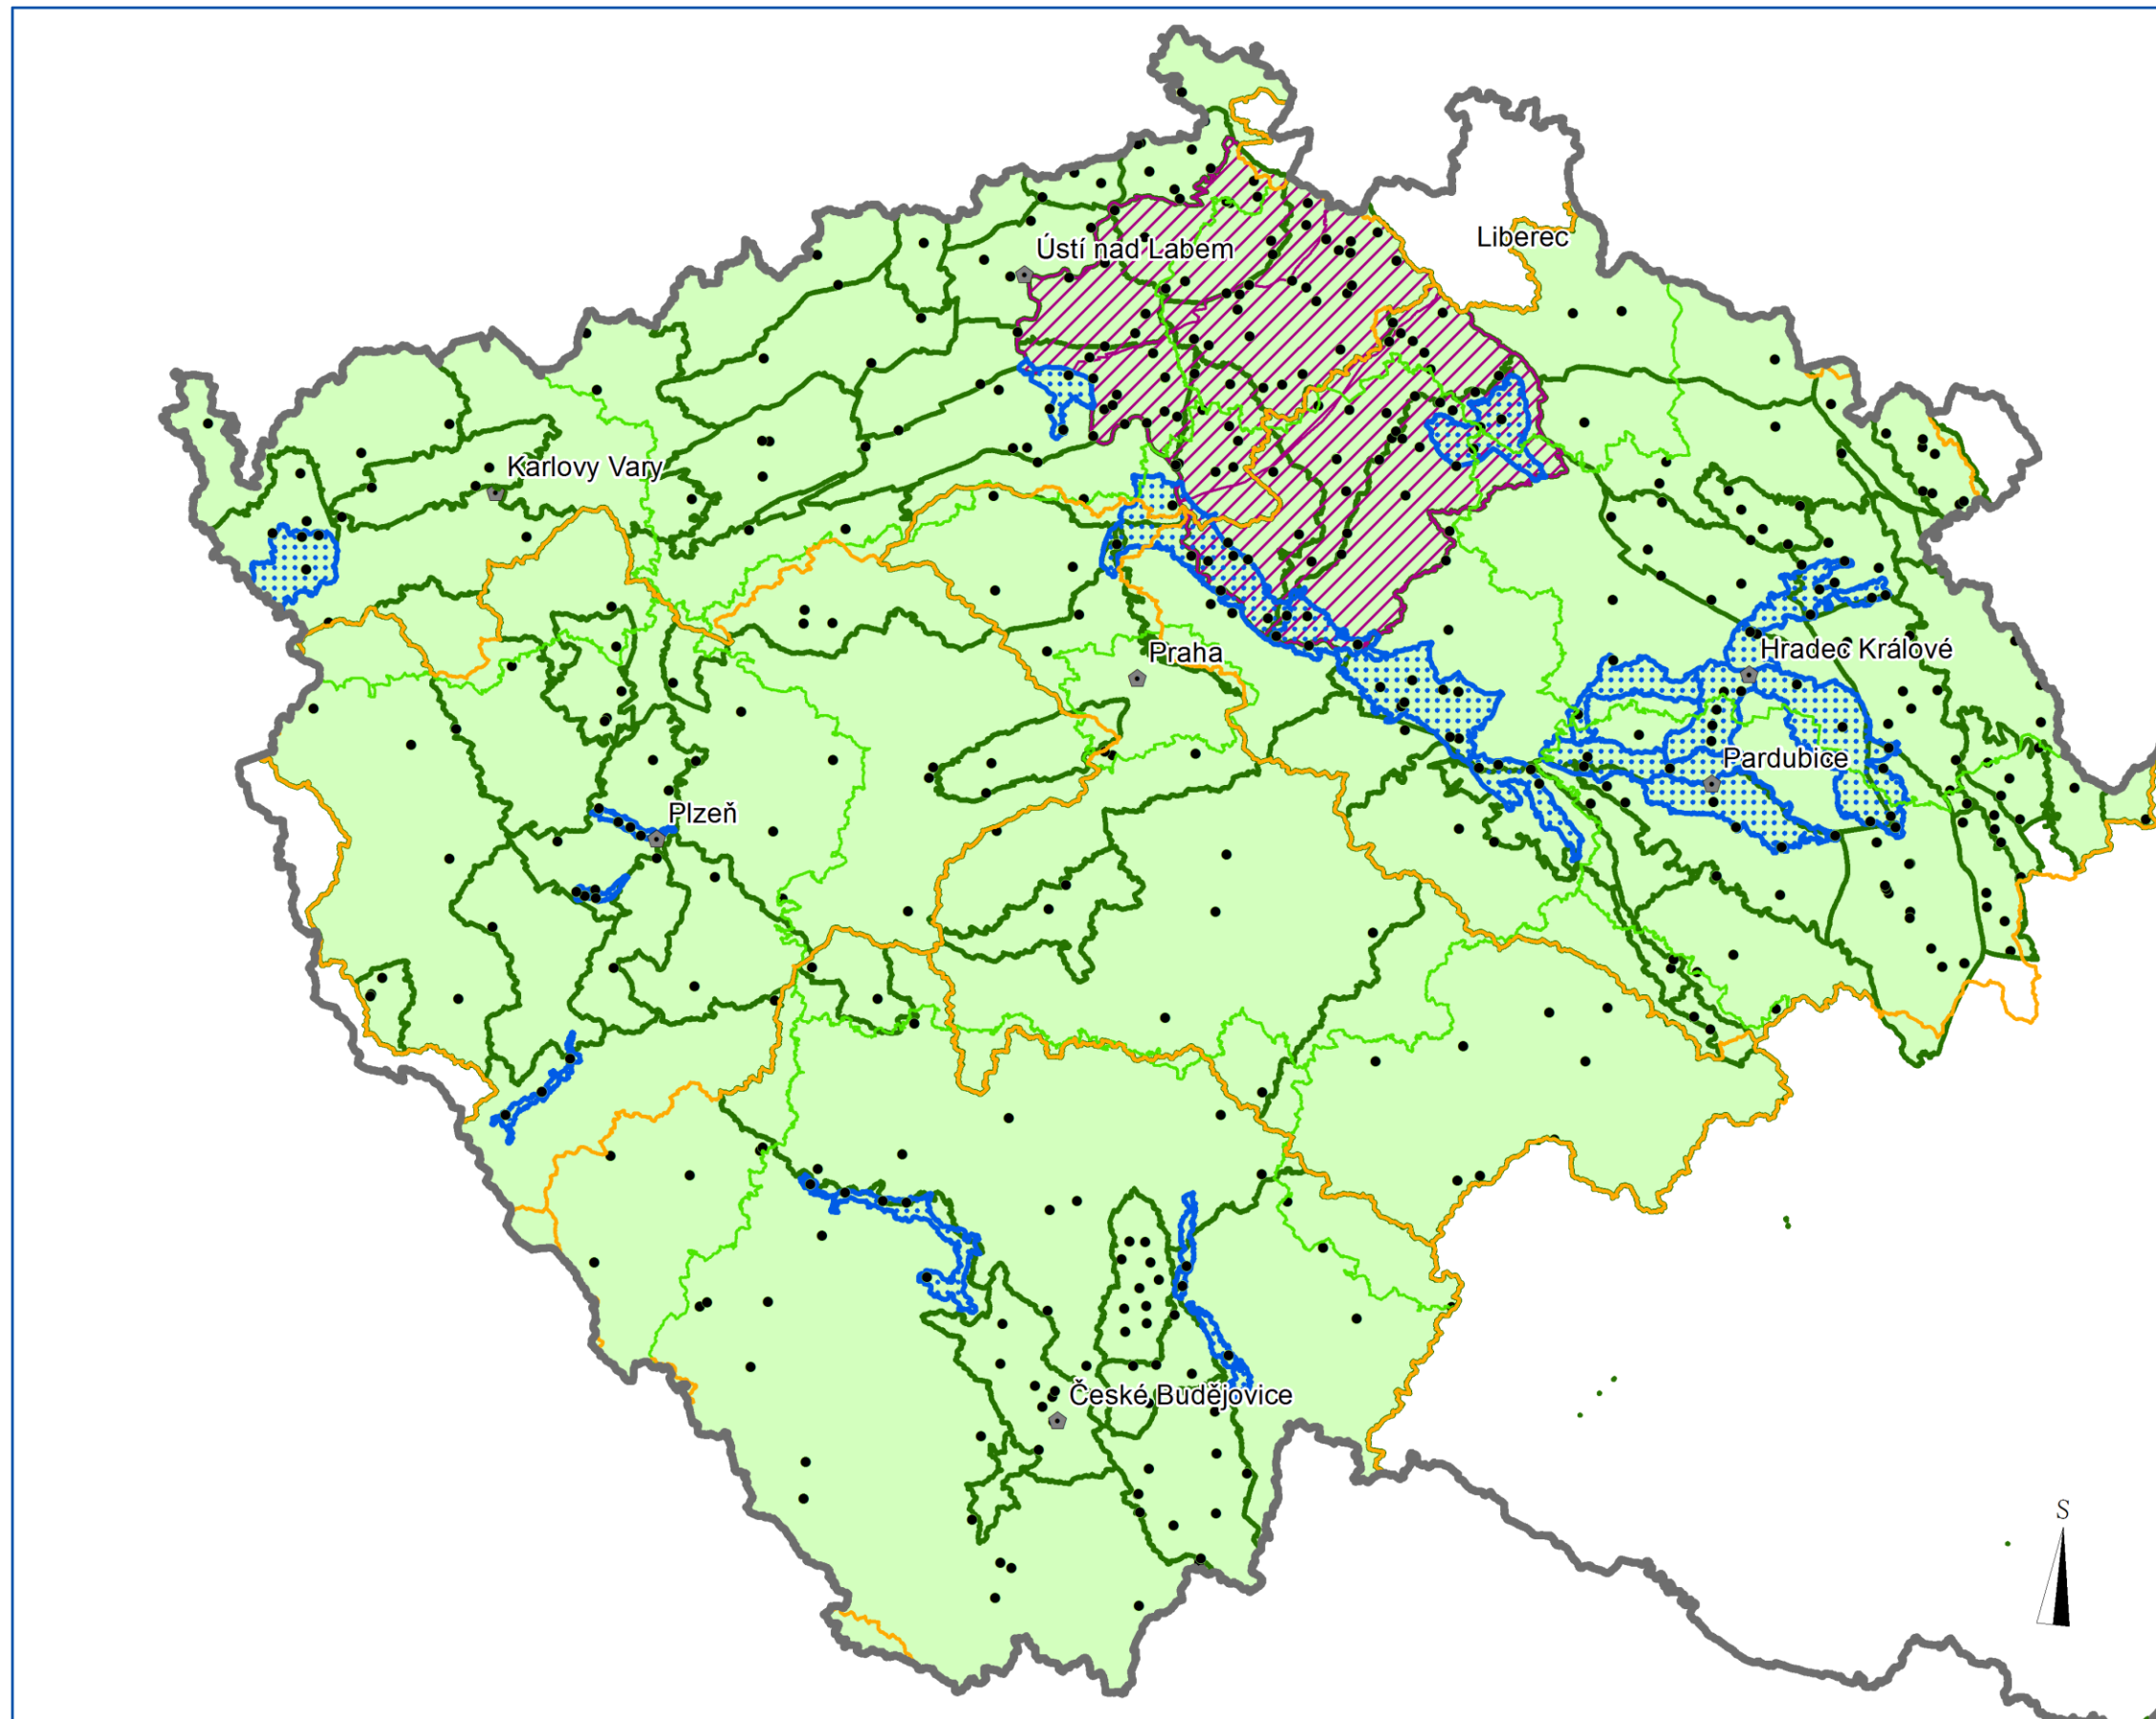 Liberec
Ústí nad Labem
Karlovy Vary
Praha
Hradec Králové
Pardubice
Plzeň
České Budějovice
S